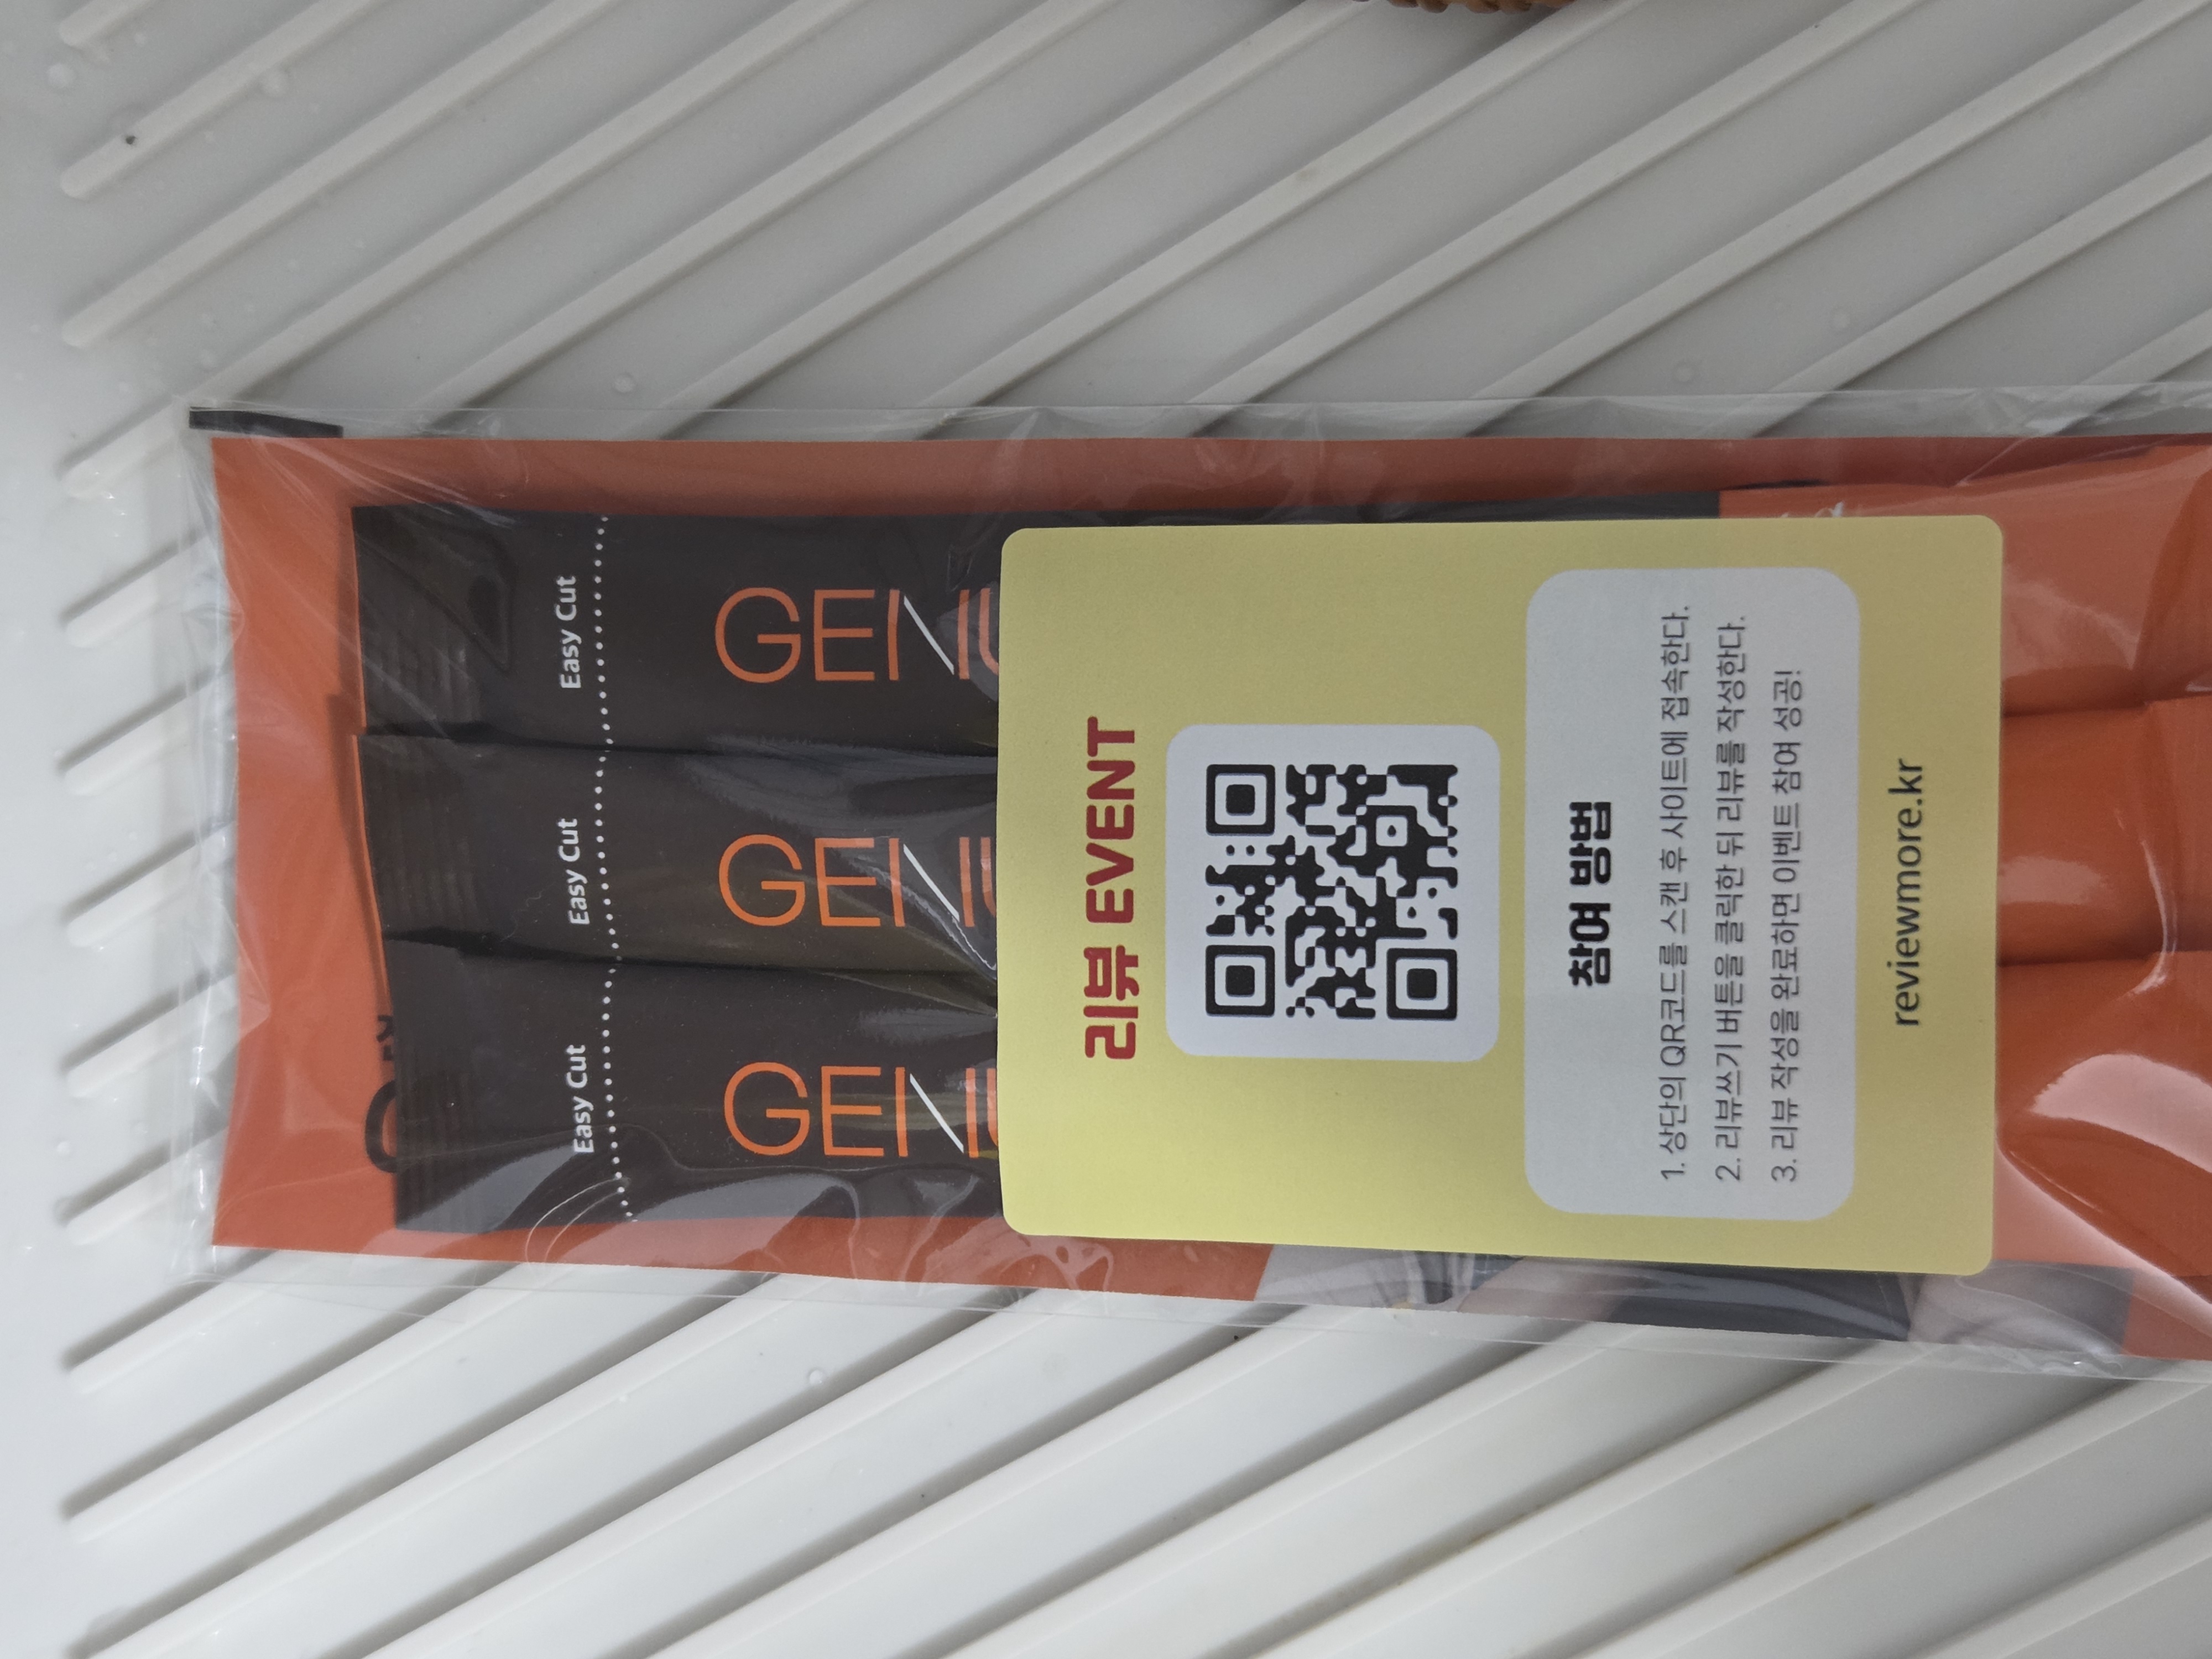 Easy Cut
Easy Cut
Easy Cut
GENI
GENI
GENI
리뷰 EVENT
참여 방법
1. 상단의 QR코드를 스캔 후 사이트에 접속한다.
2. 리뷰쓰기 버튼을 클릭한 뒤 리뷰를 작성한다.
3. 리뷰 작성을 완료하면 이벤트 참여 성공!
reviewmore.kr